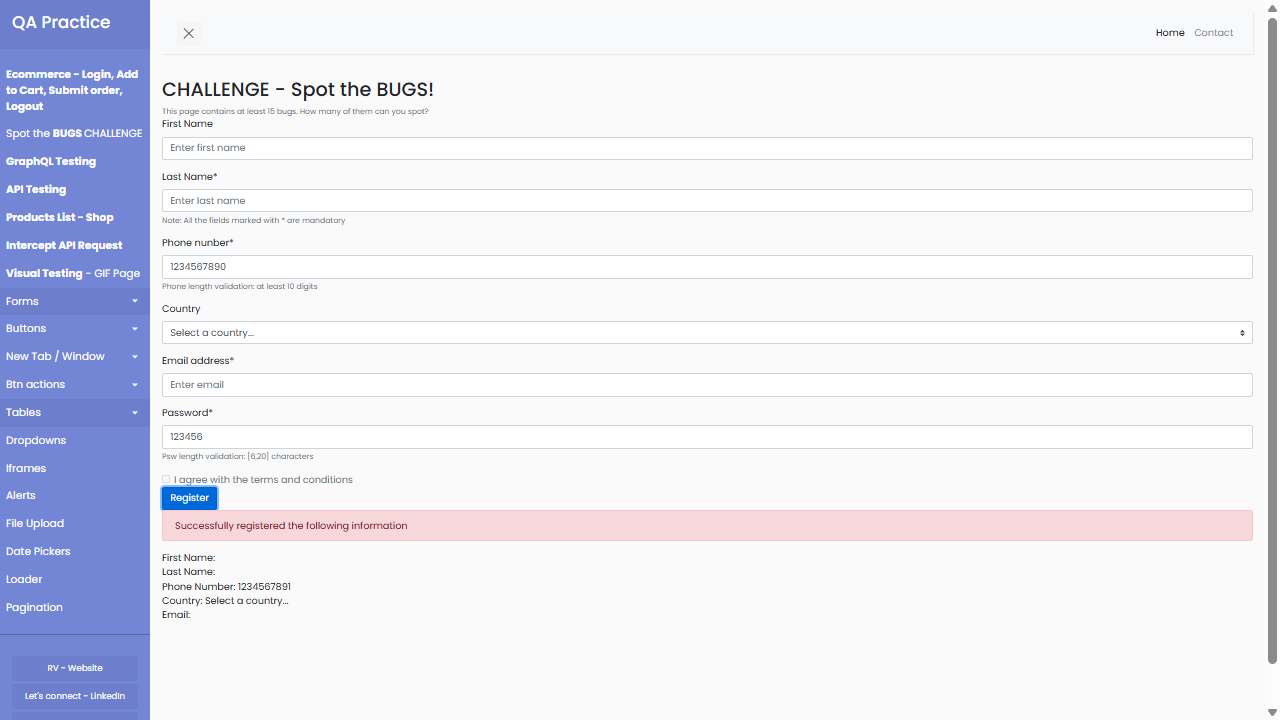 QA Practice
Ecommerce - Login, Add
to Cart, Submit order,
Logout
Spot the BUGS CHALLENGE
GraphQL Testing
API Testing
Products List - Shop
Intercept API Request
Visual Testing - GIF Page
Forms
Buttons
New Tab / Window
Btn actions
Tables
Dropdowns
Iframes
Alerts
File Upload
Date Pickers
Loader
Pagination
RV - Website
Let's connect - LinkedIn
Home Contact
CHALLENGE - Spot the BUGS!
This page contains at least 15 bugs. How many of them can you spot?
First Name
Enter first name
Last Name*
Enter last name
Note: All the fields marked with * are mandatory
Phone nunber*
1234567890
Phone length validation: at least 10 digits
Country
Select a country...
Email address*
Enter email
Password*
123456
Psw length validation: [6,20] characters
I agree with the terms and conditions
Register
Successfully registered the following information
First Name:
Last Name:
Phone Number: 1234567891
Country: Select a country...
Email: